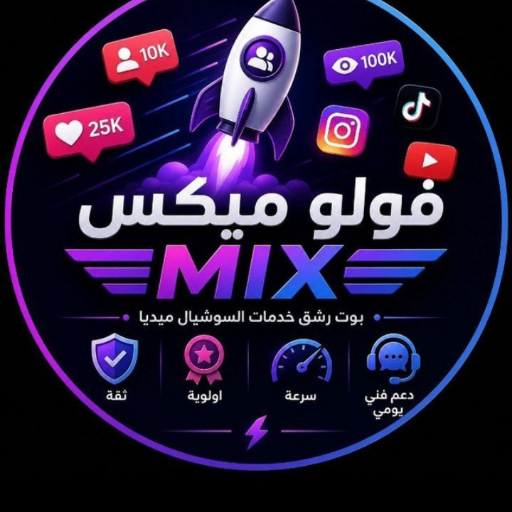 10K
100K
25K
فولو ميكس
MIX
بوت رشق خدمات السوشيال ميديا
دعم فني يومي
سرعة
اولوية
ثقة